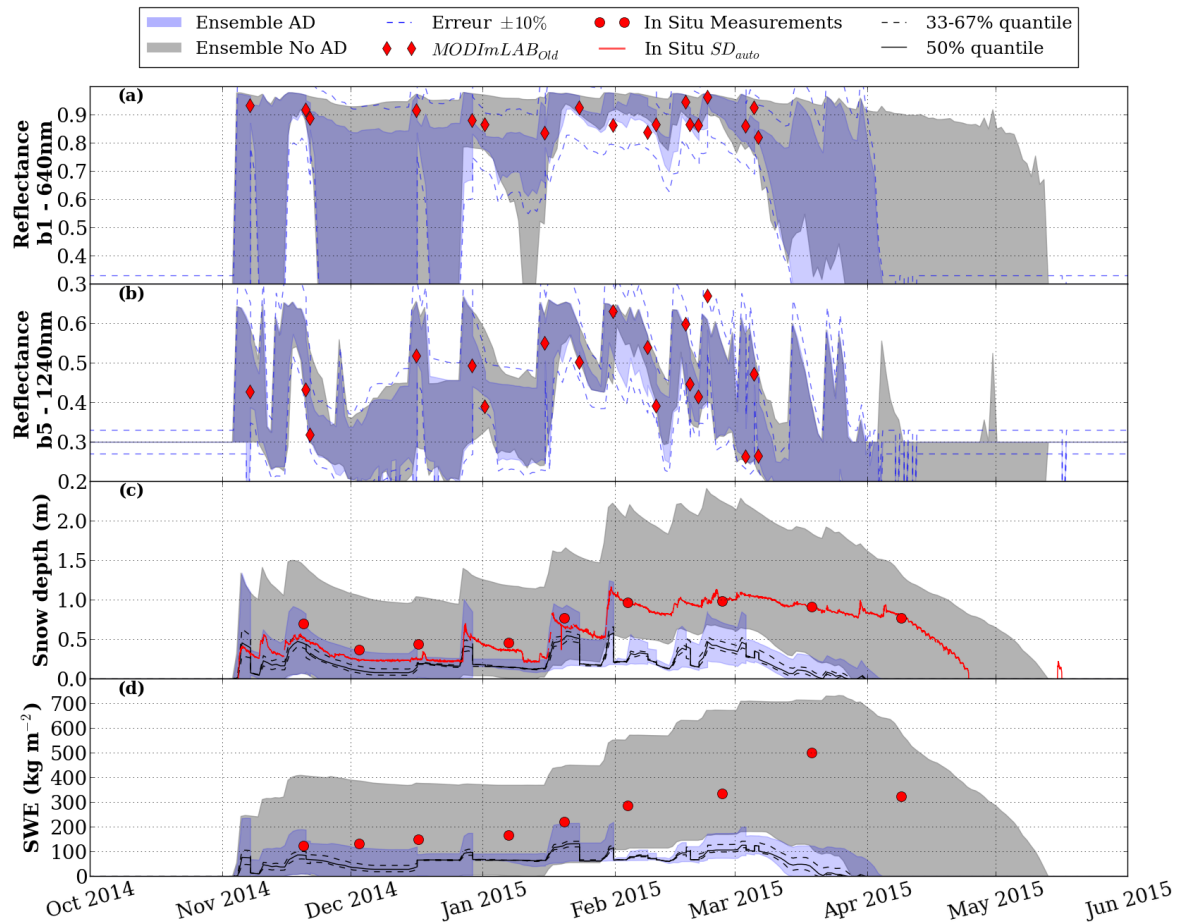 Ensemble AD
Erreur ±10%
In Situ Measurements
33-67% quantile
Ensemble No AD
MODImLAB_Old
In Situ SD_auto
50% quantile
(a)
Reflectance
b1 - 640nm
0.9
0.8
0.7
0.6
0.5
0.4
0.3
(b)
Reflectance
b5 - 1240nm
0.6
0.5
0.4
0.3
0.2
(c)
Snow depth (m)
2.0
1.5
1.0
0.5
0.0
(d)
SWE (kg m⁻²)
700
600
500
400
300
200
100
0
Oct 2014
Nov 2014
Dec 2014
Jan 2015
Feb 2015
Mar 2015
Apr 2015
May 2015
Jun 2015